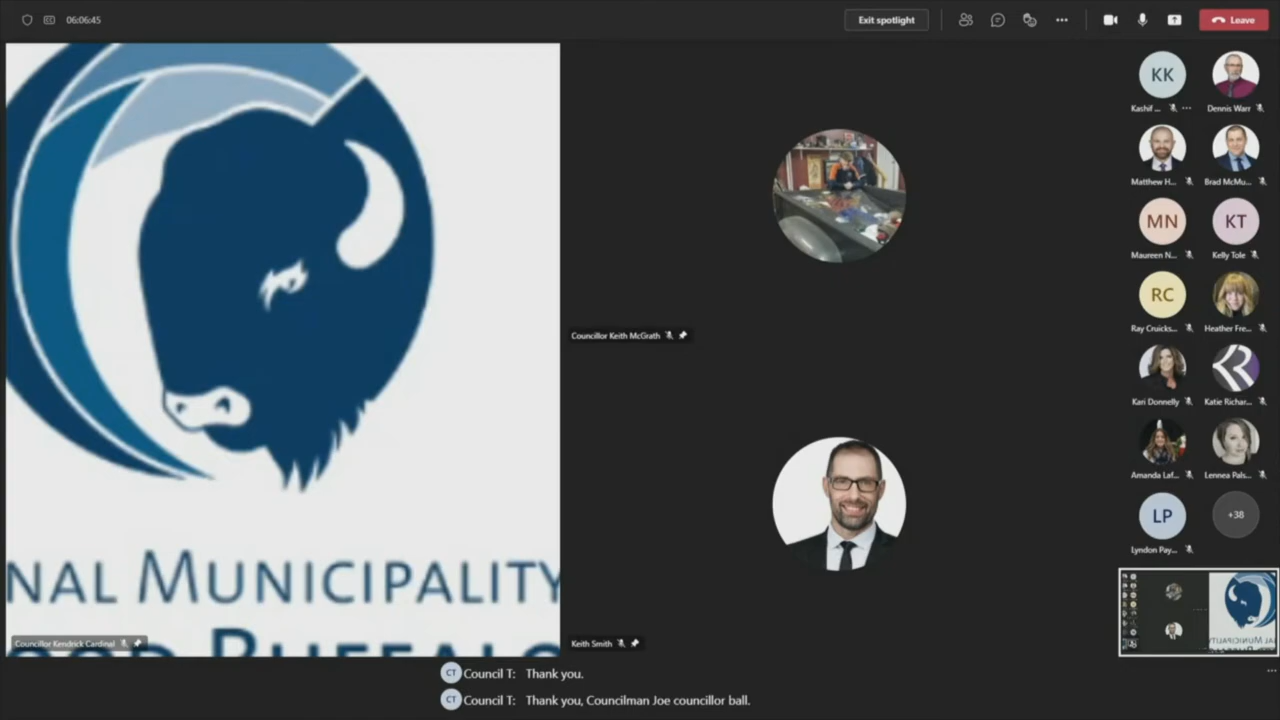 06:06:45
Exit spotlight
Leave
KK
Kashif ...
Dennis Warr
Matthew H...
Brad McMu...
MN
KT
Maureen N...
Kelly Tole
RC
Ray Cruicks...
Heather Fre...
Kari Donnelly
Katie Richar...
Amanda Laf...
Lennea Pals...
LP
+38
Lyndon Pay...
Councillor Keith McGrath
NAL MUNICIPALITY
OOD BUFFALO
Councillor Kendrick Cardinal
Keith Smith
CT Council T: Thank you.
CT Council T: Thank you, Councilman Joe councillor ball.